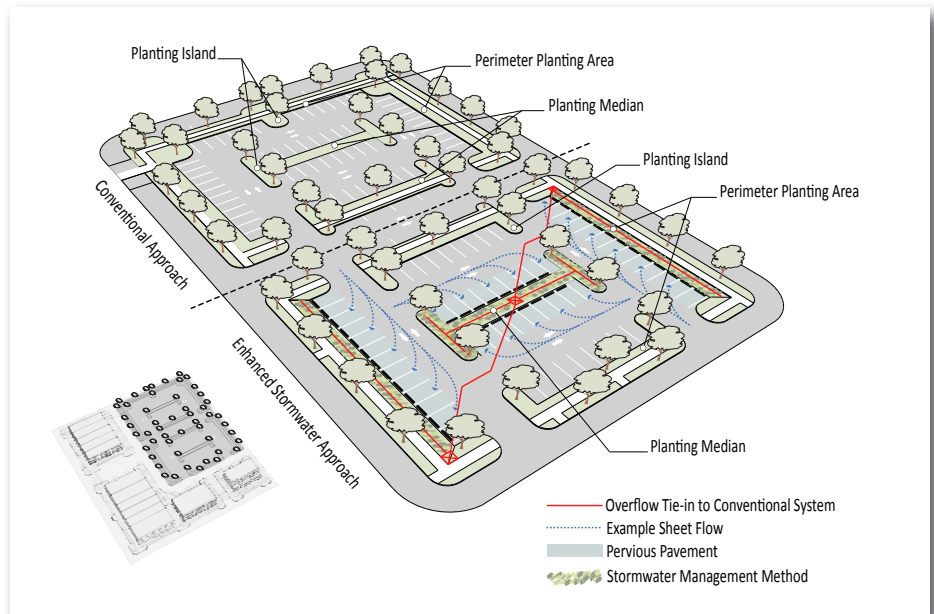 Planting Island
Perimeter Planting Area
Planting Median
Planting Island
Perimeter Planting Area
Conventional Approach
Enhanced Stormwater Approach
Planting Median
Overflow Tie-in to Conventional System
Example Sheet Flow
Pervious Pavement
Stormwater Management Method